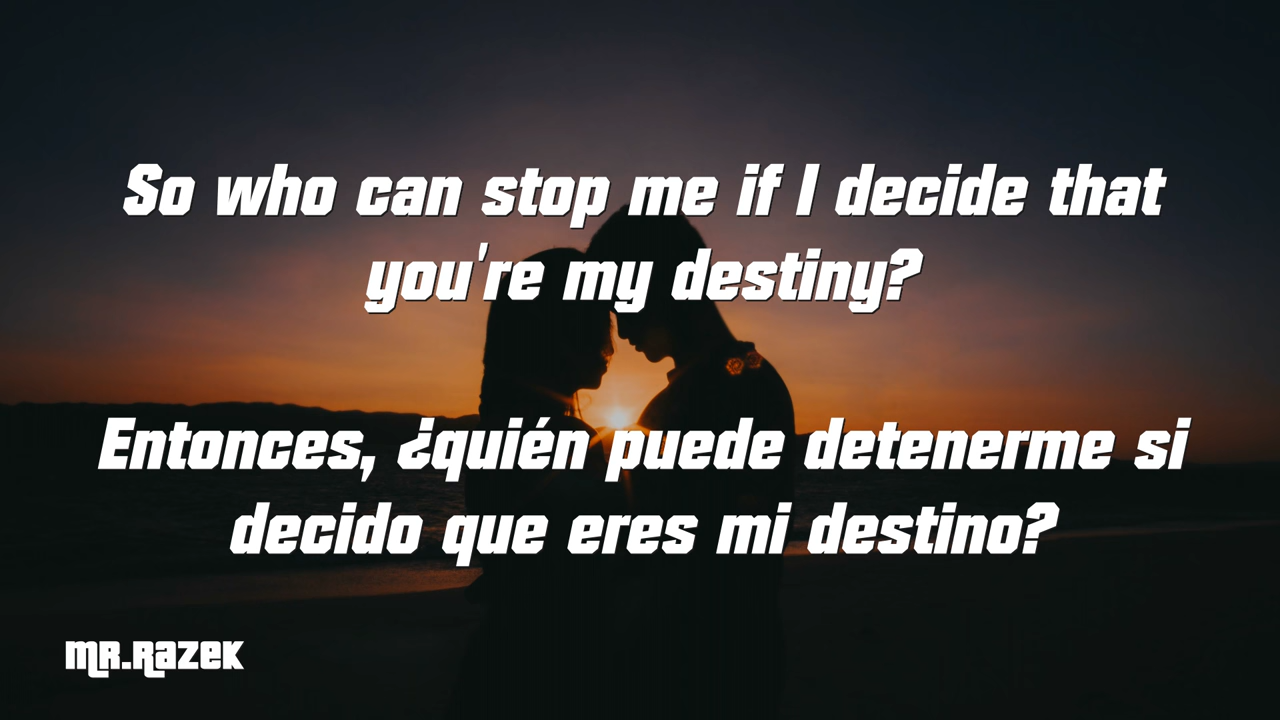 So who can stop me if I decide that
you're my destiny?
Entonces, ¿quién puede detenerme si
decido que eres mi destino?
MR.RAZEK